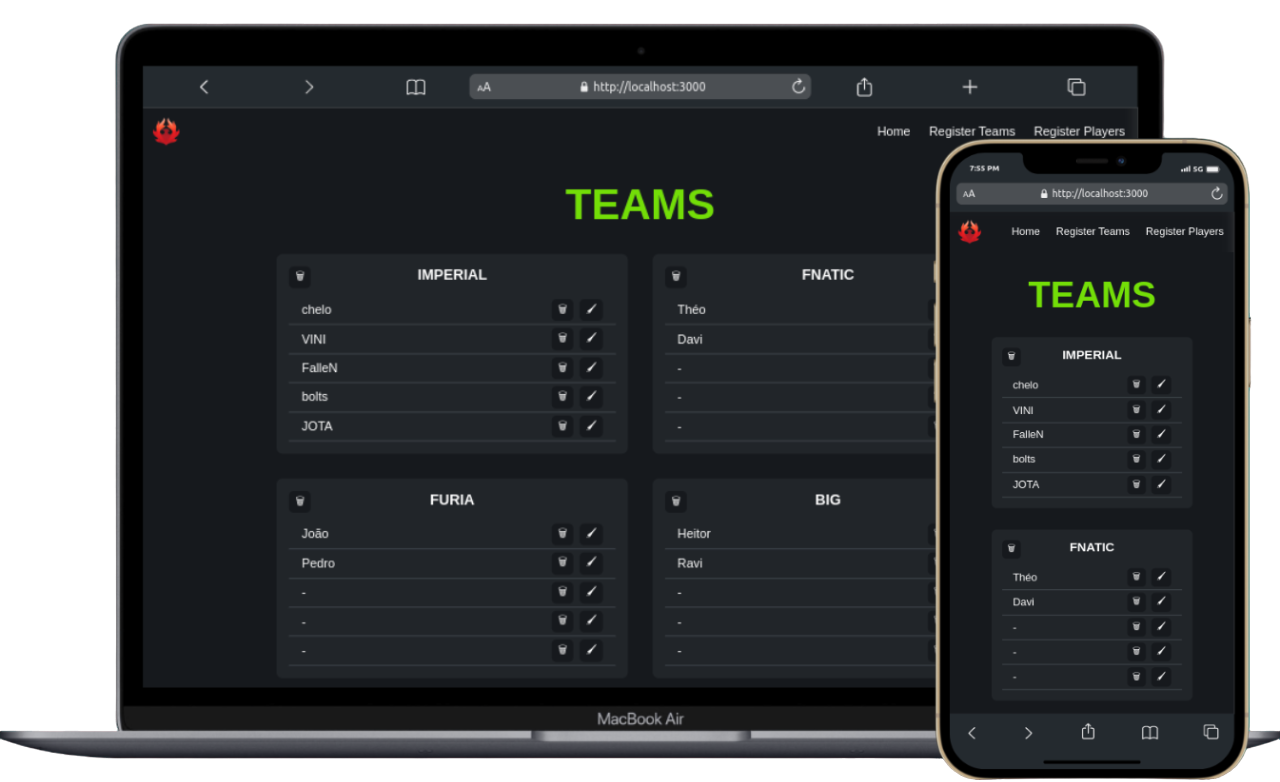 AA http://localhost:3000
Home Register Teams Register Players
TEAMS
IMPERIAL
chelo
VINI
FalleN
bolts
JOTA
FNATIC
Théo
Davi
-
-
-
FURIA
João
Pedro
-
-
-
BIG
Heitor
Ravi
-
-
-
MacBook Air
7:55 PM 5G
AA http://localhost:3000
Home Register Teams Register Players
TEAMS
IMPERIAL
chelo
VINI
FalleN
bolts
JOTA
FNATIC
Théo
Davi
-
-
-